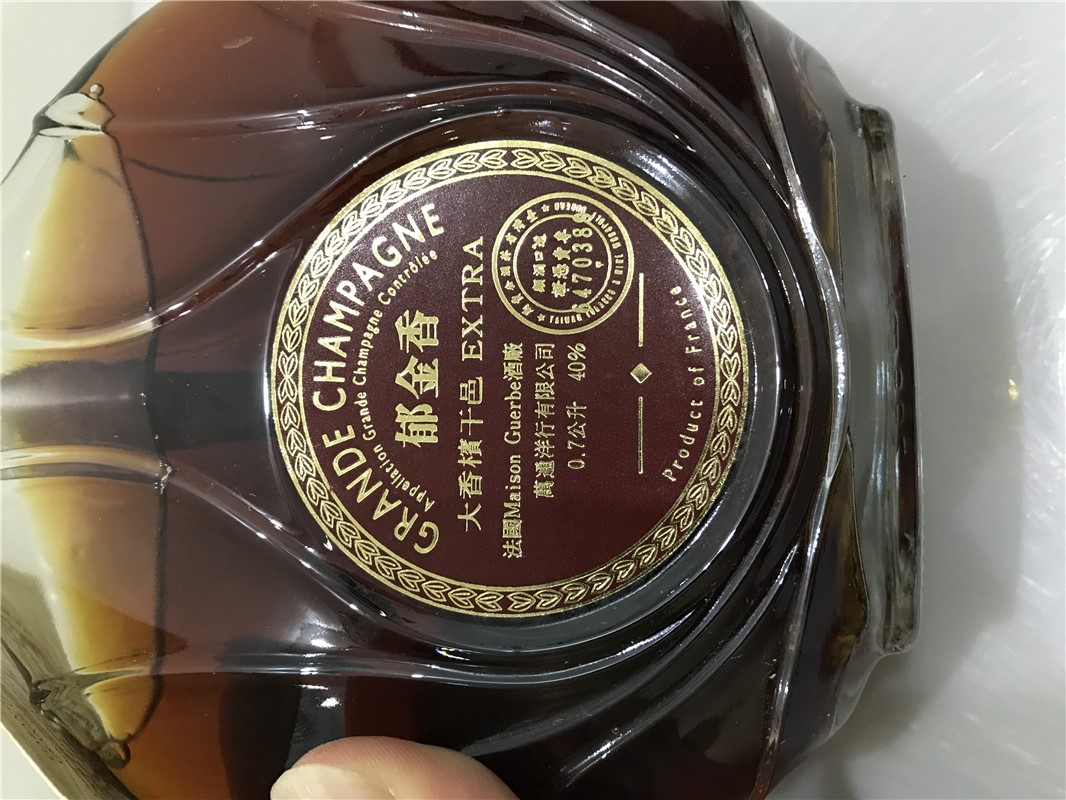 GRANDE CHAMPAGNE
Appellation Grande Champagne Contrôlée
郁金香
大香檳干邑 EXTRA
法國Maison Guerbe酒廠
萬達洋行有限公司
0.7公升 40%
Product of France